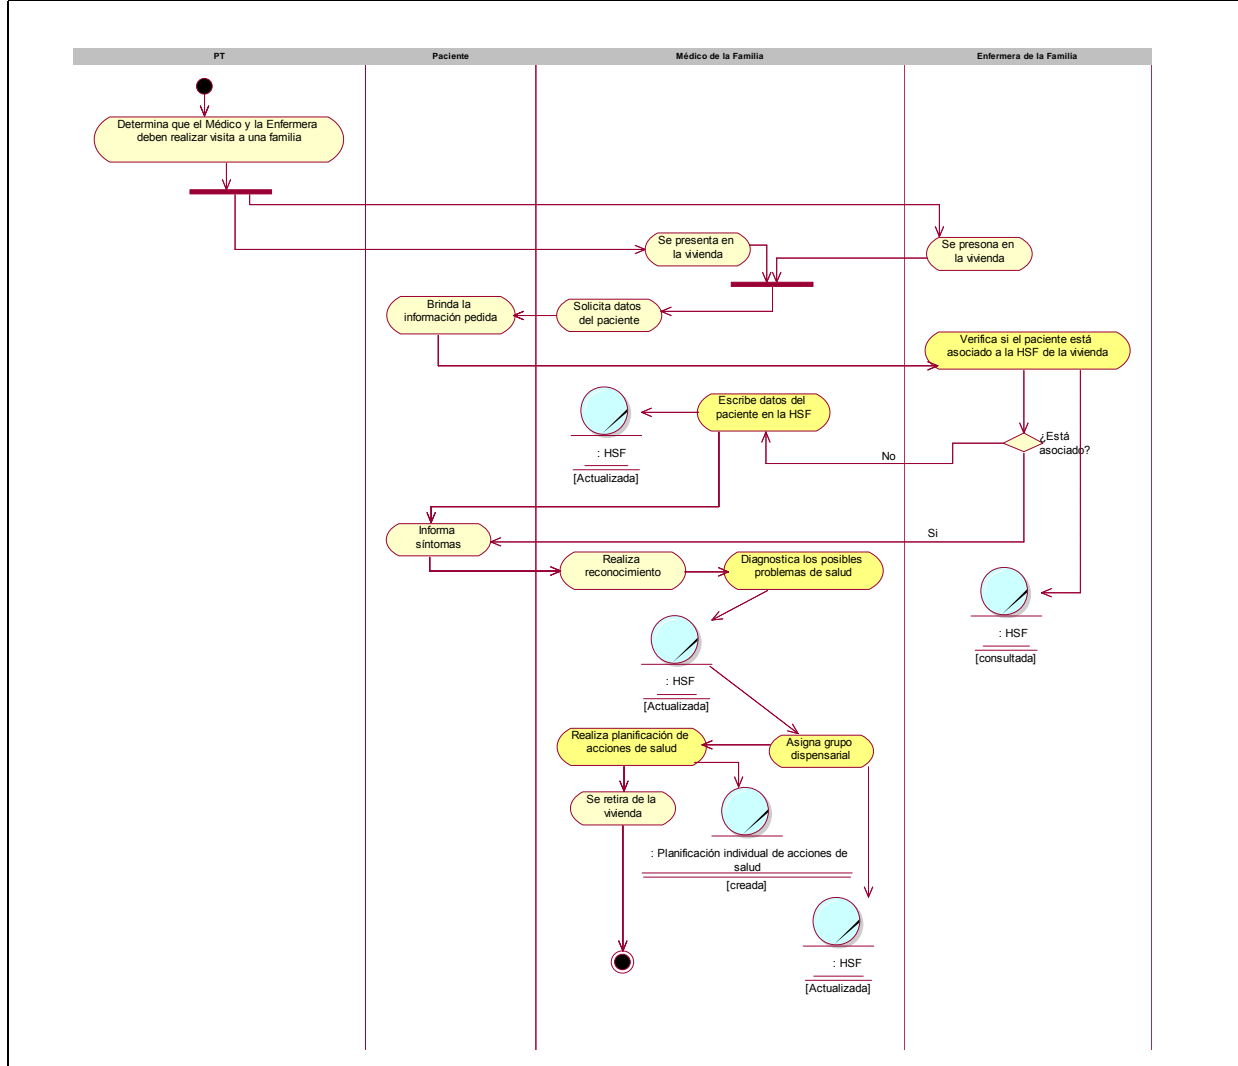 PT
Paciente
Médico de la Familia
Enfermera de la Familia
Determina que el Médico y la Enfermera
deben realizar visita a una familia
Se presenta en
la vivienda
Se presona en
la vivienda
Brinda la
información pedida
Solicita datos
del paciente
Verifica si el paciente está
asociado a la HSF de la vivienda
Escribe datos del
paciente en la HSF
¿Está
asociado?
No
: HSF
[Actualizada]
Informa
síntomas
Si
Realiza
reconocimiento
Diagnostica los posibles
problemas de salud
: HSF
[consultada]
: HSF
[Actualizada]
Realiza planificación de
acciones de salud
Asigna grupo
dispensarial
Se retira de la
vivienda
: Planificación individual de acciones de
salud
[creada]
: HSF
[Actualizada]